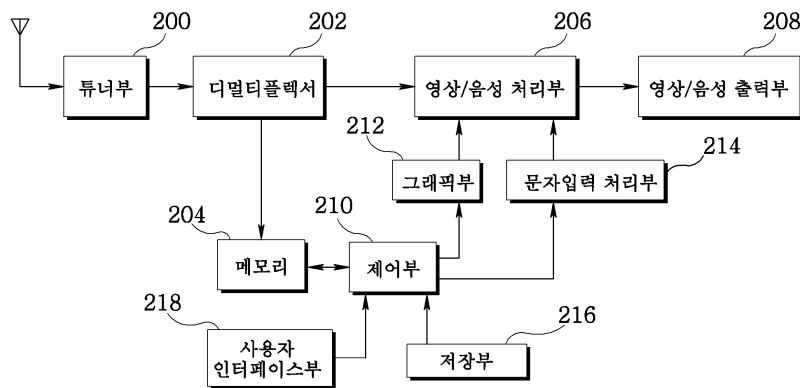 200
202
206
208
튜너부
디멀티플렉서
영상/음성 처리부
영상/음성 출력부
212
214
그래픽부
문자입력 처리부
204
210
메모리
제어부
218
216
사용자
인터페이스부
저장부